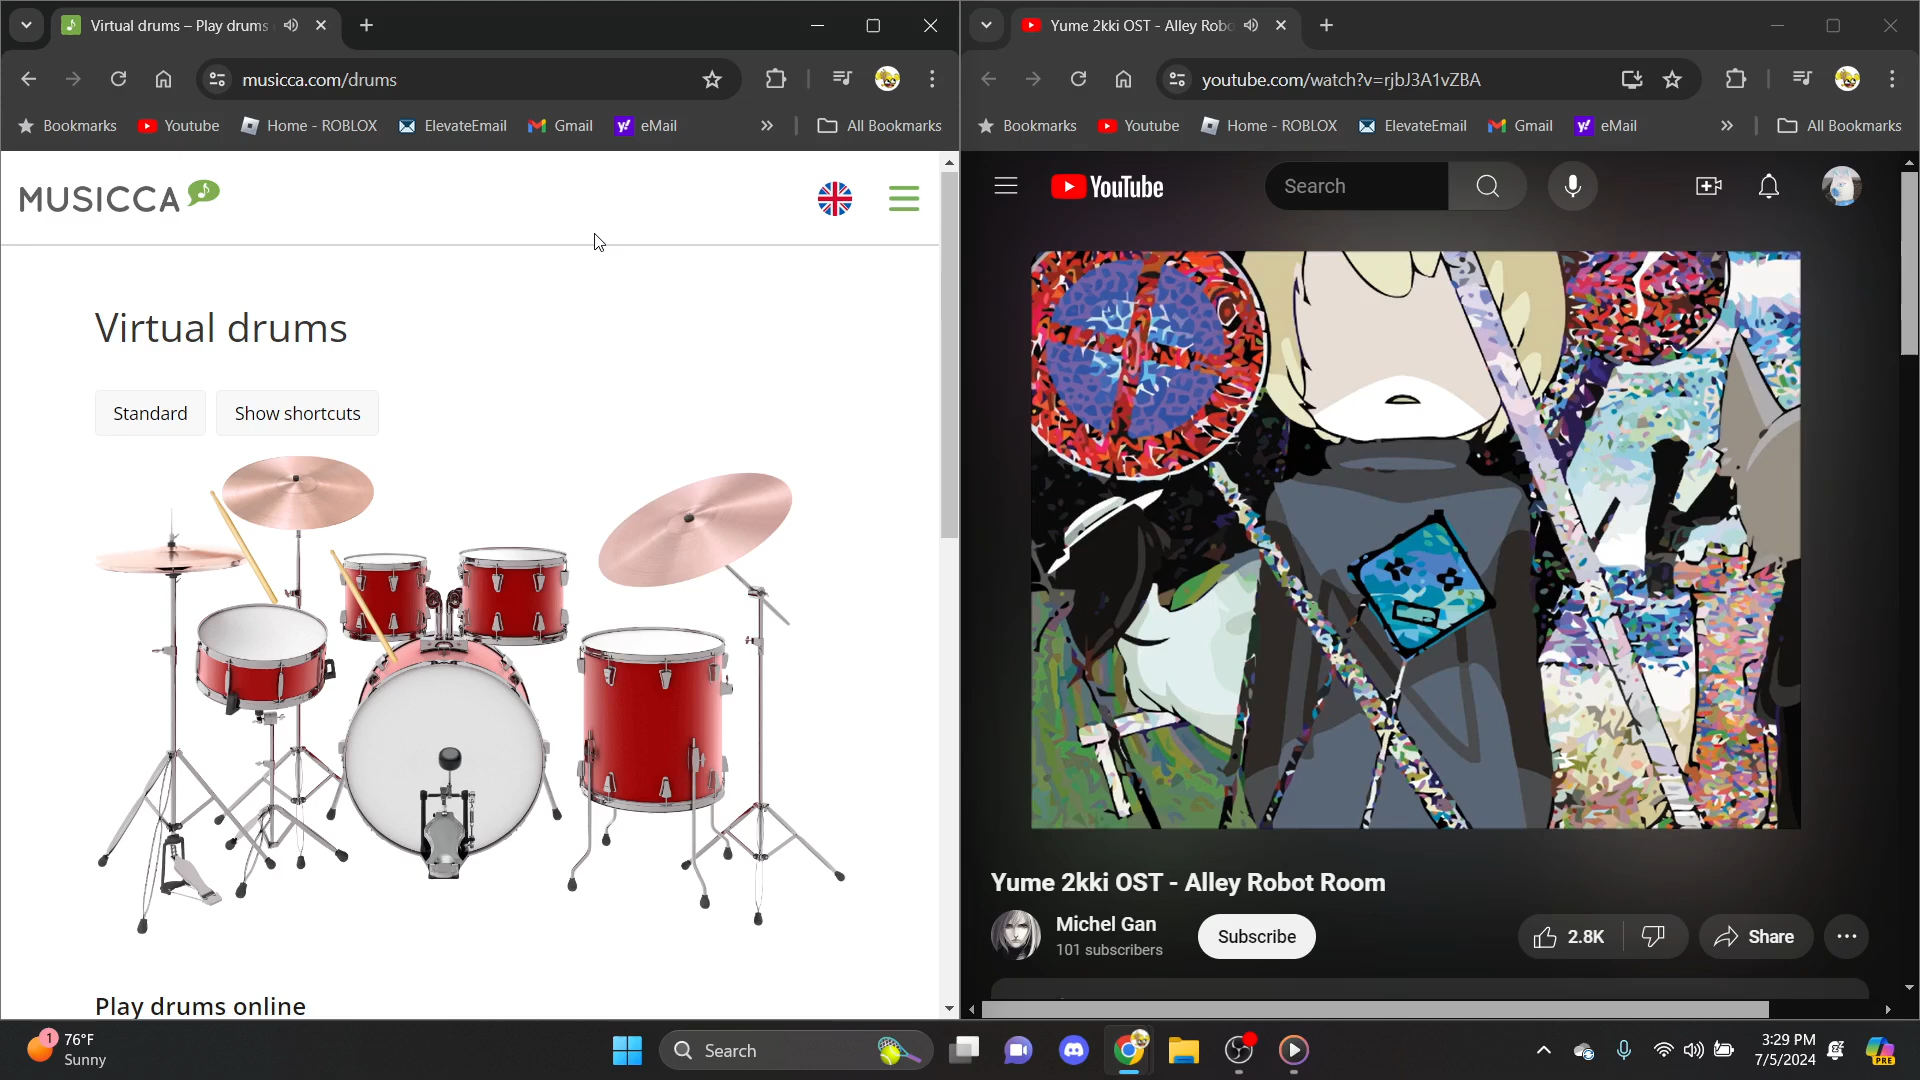 Virtual drums – Play drums
musicca.com/drums
Bookmarks
Youtube
Home - ROBLOX
ElevateEmail
Gmail
eMail
All Bookmarks
MUSICCA
Virtual drums
Standard
Show shortcuts
Play drums online
Yume 2kki OST - Alley Robo
youtube.com/watch?v=rjbJ3A1vZBA
Bookmarks
Youtube
Home - ROBLOX
ElevateEmail
Gmail
eMail
All Bookmarks
YouTube
Search
Yume 2kki OST - Alley Robot Room
Michel Gan
101 subscribers
Subscribe
2.8K
Share
1
76°F
Sunny
Search
3:29 PM
7/5/2024
PRE